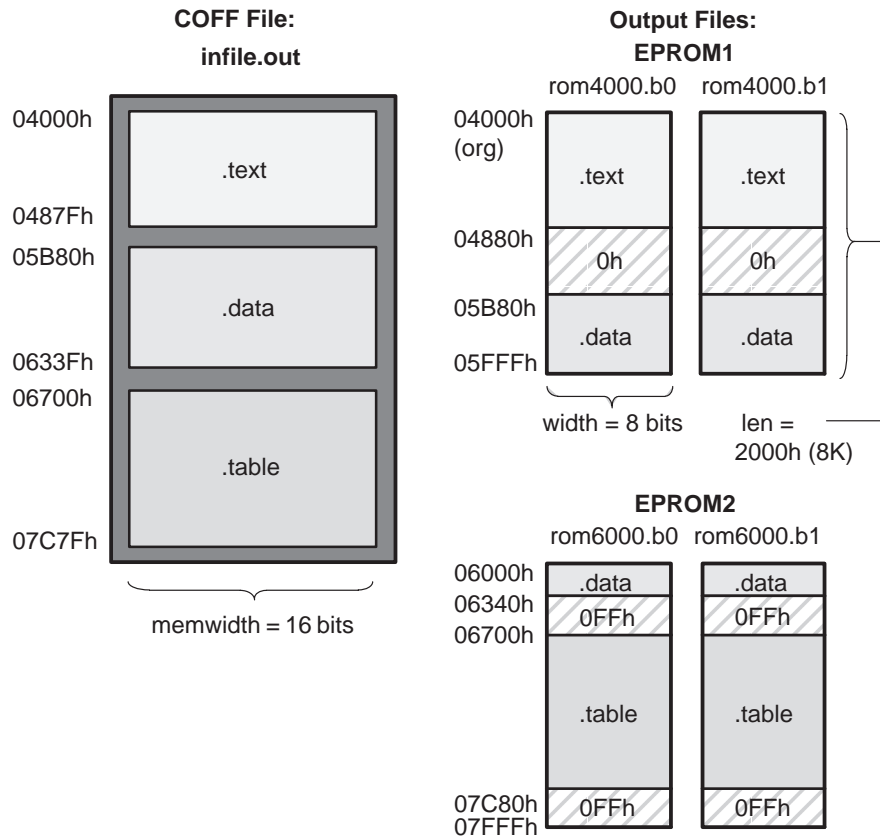 COFF File:
infile.out
04000h
.text
0487Fh
05B80h
.data
0633Fh
06700h
.table
07C7Fh
memwidth = 16 bits
Output Files:
EPROM1
rom4000.b0 rom4000.b1
04000h
(org)
.text .text
04880h
0h 0h
05B80h
.data .data
05FFFh
width = 8 bits
len =
2000h (8K)
EPROM2
rom6000.b0 rom6000.b1
06000h
.data .data
06340h
0FFh 0FFh
06700h
.table .table
07C80h
0FFh 0FFh
07FFFh